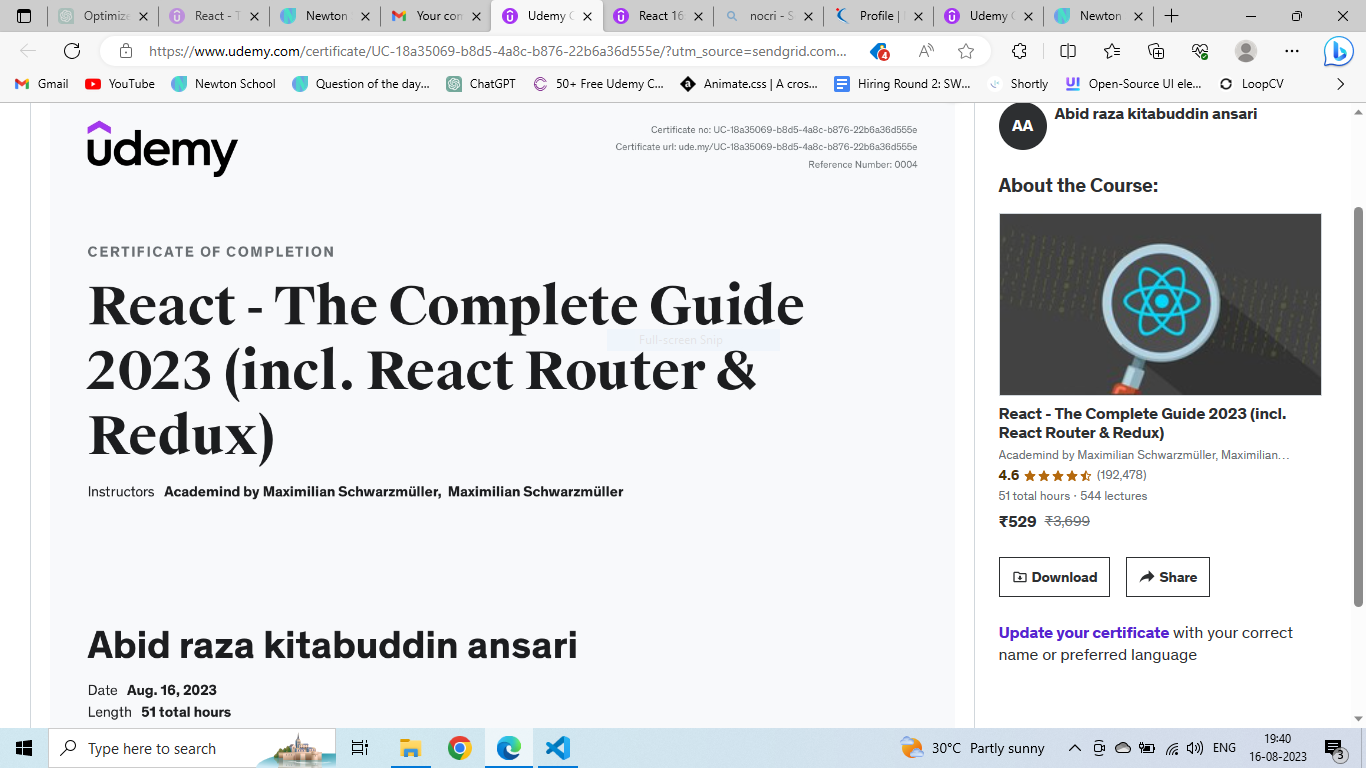 Optimize
React - T
Newton
Your con
Udemy C
React 16
nocri - S
Profile |
Udemy C
Newton
https://www.udemy.com/certificate/UC-18a35069-b8d5-4a8c-b876-22b6a36d555e/?utm_source=sendgrid.com...
4
Gmail
YouTube
Newton School
Question of the day...
ChatGPT
50+ Free Udemy C...
Animate.css | A cros...
Hiring Round 2: SW...
Shortly
Open-Source UI ele...
LoopCV
udemy
Certificate no: UC-18a35069-b8d5-4a8c-b876-22b6a36d555e
Certificate url: ude.my/UC-18a35069-b8d5-4a8c-b876-22b6a36d555e
Reference Number: 0004
CERTIFICATE OF COMPLETION
React - The Complete Guide
2023 (incl. React Router &
Redux)
Full-screen Snip
Instructors Academind by Maximilian Schwarzmüller, Maximilian Schwarzmüller
Abid raza kitabuddin ansari
Date Aug. 16, 2023
Length 51 total hours
AA
Abid raza kitabuddin ansari
About the Course:
React - The Complete Guide 2023 (incl.
React Router & Redux)
Academind by Maximilian Schwarzmüller, Maximilian...
4.6 (192,478)
51 total hours · 544 lectures
₹529 ₹3,699
Download
Share
Update your certificate with your correct
name or preferred language
Type here to search
30°C Partly sunny
ENG
19:40
16-08-2023
3